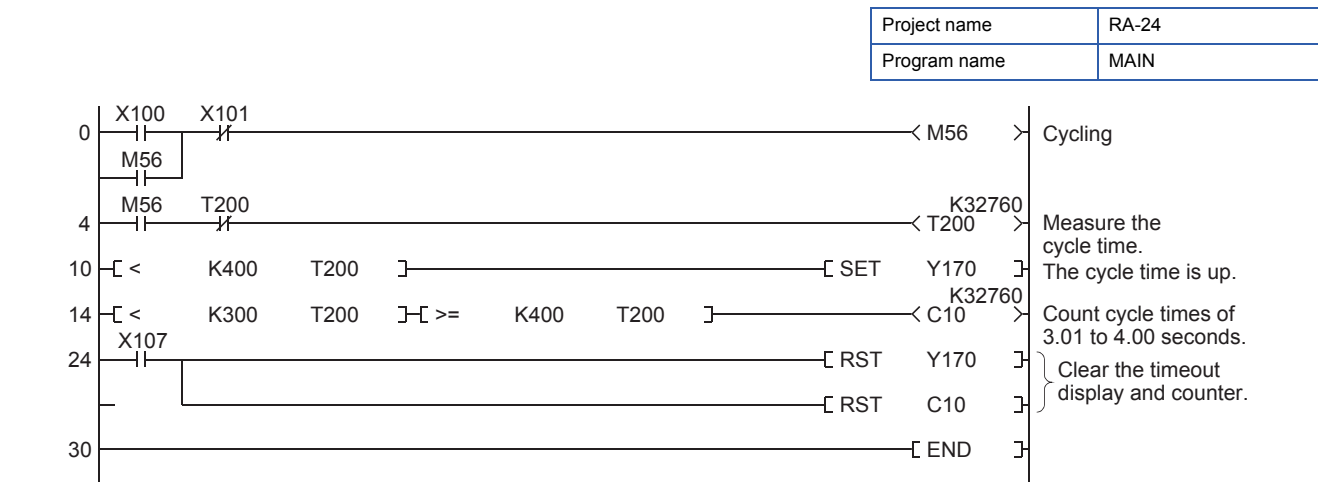 Project name RA-24
Program name MAIN
X100 X101
0 M56 Cycling
M56
M56 T200 K32760
4 T200 Measure the
cycle time.
10 < K400 T200 SET Y170 The cycle time is up.
K32760
14 < K300 T200 >= K400 T200 C10 Count cycle times of
3.01 to 4.00 seconds.
X107
24 RST Y170 Clear the timeout
RST C10 display and counter.
30 END